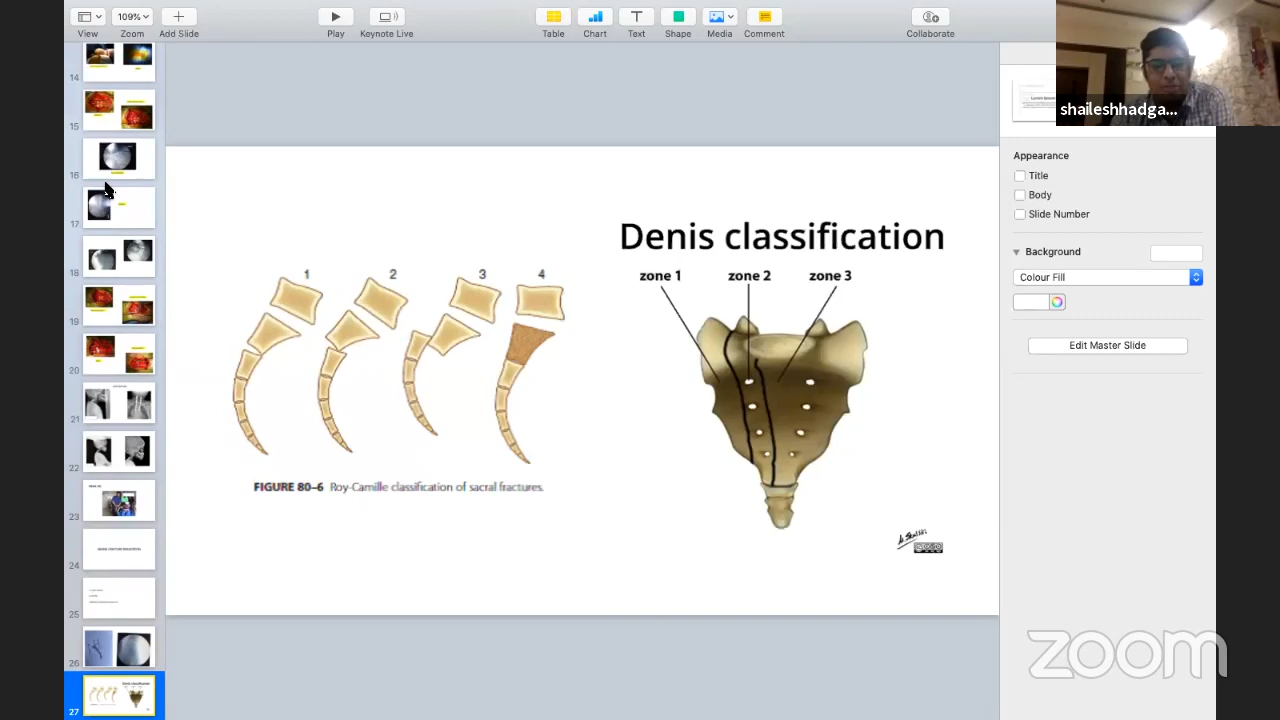 View
109%
Zoom
Add Slide
Play
Keynote Live
Table
Chart
Text
Shape
Media
Comment
Collaborate
shaileshhadga...
14
15
16
17
18
19
20
21
22
23
24
25
26
27
Denis classification
zone 1 zone 2 zone 3
1 2 3 4
FIGURE 80–6 Roy-Camille classification of sacral fractures.
Appearance
Title
Body
Slide Number
Background
Colour Fill
Edit Master Slide
zoom